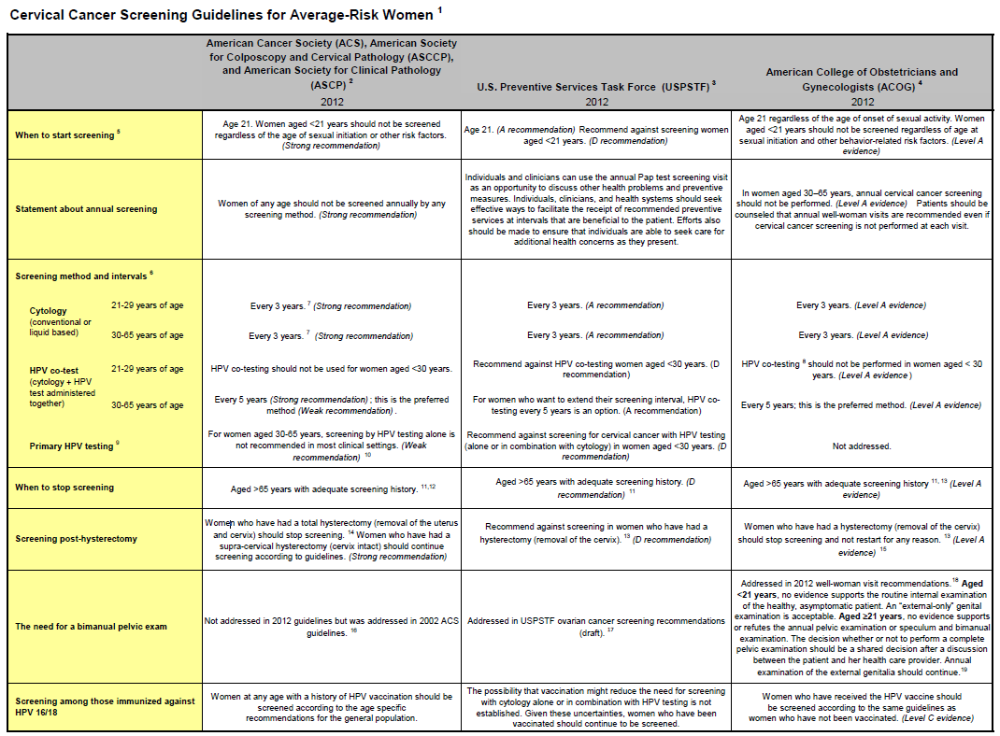 Cervical Cancer Screening Guidelines for Average-Risk Women 1
American Cancer Society (ACS), American Society
for Colposcopy and Cervical Pathology (ASCCP),
and American Society for Clinical Pathology
(ASCP) 2
2012
U.S. Preventive Services Task Force (USPSTF) 3
2012
American College of Obstetricians and
Gynecologists (ACOG) 4
2012
When to start screening 5
Age 21. Women aged <21 years should not be screened
regardless of the age of sexual initiation or other risk factors.
(Strong recommendation)
Age 21. (A recommendation) Recommend against screening women
aged <21 years. (D recommendation)
Age 21 regardless of the age of onset of sexual activity. Women
aged <21 years should not be screened regardless of age at
sexual initiation and other behavior-related risk factors. (Level A
evidence)
Statement about annual screening
Women of any age should not be screened annually by any
screening method. (Strong recommendation)
Individuals and clinicians can use the annual Pap test screening visit
as an opportunity to discuss other health problems and preventive
measures. Individuals, clinicians, and health systems should seek
effective ways to facilitate the receipt of recommended preventive
services at intervals that are beneficial to the patient. Efforts also
should be made to ensure that individuals are able to seek care for
additional health concerns as they present.
In women aged 30–65 years, annual cervical cancer screening
should not be performed. (Level A evidence) Patients should be
counseled that annual well-woman visits are recommended even if
cervical cancer screening is not performed at each visit.
Screening method and intervals 6
Cytology
(conventional or
liquid based)
21-29 years of age
Every 3 years. 7 (Strong recommendation)
Every 3 years. (A recommendation)
Every 3 years. (Level A evidence)
30-65 years of age
Every 3 years. 7 (Strong recommendation)
Every 3 years. (A recommendation)
Every 3 years. (Level A evidence)
HPV co-test
(cytology + HPV
test administered
together)
21-29 years of age
HPV co-testing should not be used for women aged <30 years.
Recommend against HPV co-testing women aged <30 years. (D
recommendation)
HPV co-testing 8 should not be performed in women aged < 30
years. (Level A evidence )
30-65 years of age
Every 5 years (Strong recommendation) ; this is the preferred
method (Weak recommendation) .
For women who want to extend their screening interval, HPV co-
testing every 5 years is an option. (A recommendation)
Every 5 years; this is the preferred method. (Level A evidence)
Primary HPV testing 9
For women aged 30-65 years, screening by HPV testing alone is
not recommended in most clinical settings. (Weak
recommendation) 10
Recommend against screening for cervical cancer with HPV testing
(alone or in combination with cytology) in women aged <30 years. (D
recommendation)
Not addressed.
When to stop screening
Aged >65 years with adequate screening history. 11,12
Aged >65 years with adequate screening history. (D
recommendation) 11
Aged >65 years with adequate screening history 11, 13 (Level A
evidence)
Screening post-hysterectomy
Women who have had a total hysterectomy (removal of the uterus
and cervix) should stop screening. 14 Women who have had a
supra-cervical hysterectomy (cervix intact) should continue
screening according to guidelines. (Strong recommendation)
Recommend against screening in women who have had a
hysterectomy (removal of the cervix). 13 (D recommendation)
Women who have had a hysterectomy (removal of the cervix)
should stop screening and not restart for any reason. 13 (Level A
evidence) 15
The need for a bimanual pelvic exam
Not addressed in 2012 guidelines but was addressed in 2002 ACS
guidelines. 16
Addressed in USPSTF ovarian cancer screening recommendations
(draft). 17
Addressed in 2012 well-woman visit recommendations.18 Aged
<21 years, no evidence supports the routine internal examination
of the healthy, asymptomatic patient. An "external-only" genital
examination is acceptable. Aged ≥21 years, no evidence supports
or refutes the annual pelvic examination or speculum and bimanual
examination. The decision whether or not to perform a complete
pelvic examination should be a shared decision after a discussion
between the patient and her health care provider. Annual
examination of the external genitalia should continue.19
Screening among those immunized against
HPV 16/18
Women at any age with a history of HPV vaccination should be
screened according to the age specific
recommendations for the general population.
The possibility that vaccination might reduce the need for screening
with cytology alone or in combination with HPV testing is not
established. Given these uncertainties, women who have been
vaccinated should continue to be screened.
Women who have received the HPV vaccine should
be screened according to the same guidelines as
women who have not been vaccinated. (Level C evidence)